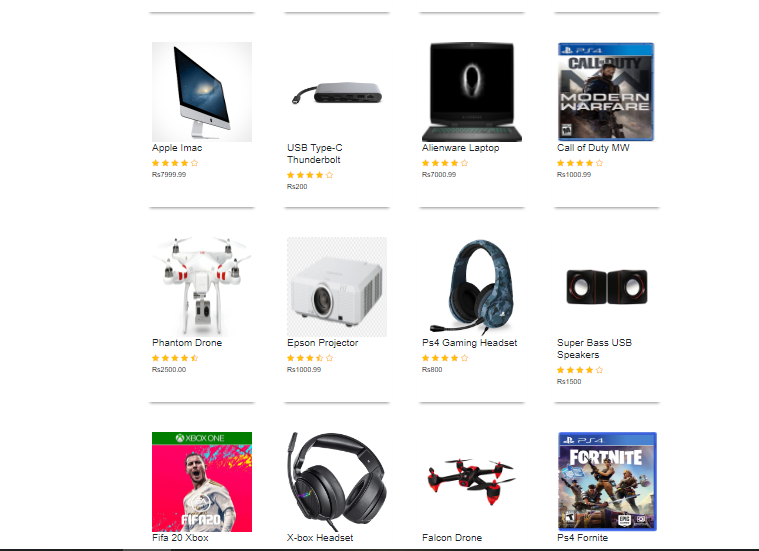 PS4
CALL OF DUTY
MODERN
WARFARE
Apple Imac
USB Type-C
Thunderbolt
Alienware Laptop
Call of Duty MW
Rs7999.99
Rs200
Rs7000.99
Rs1000.99
Phantom Drone
Epson Projector
Ps4 Gaming Headset
Super Bass USB
Speakers
Rs2500.00
Rs1000.99
Rs800
Rs1500
XBOX ONE
FIFA20
PS4
FORTNITE
Fifa 20 Xbox
X-box Headset
Falcon Drone
Ps4 Fornite